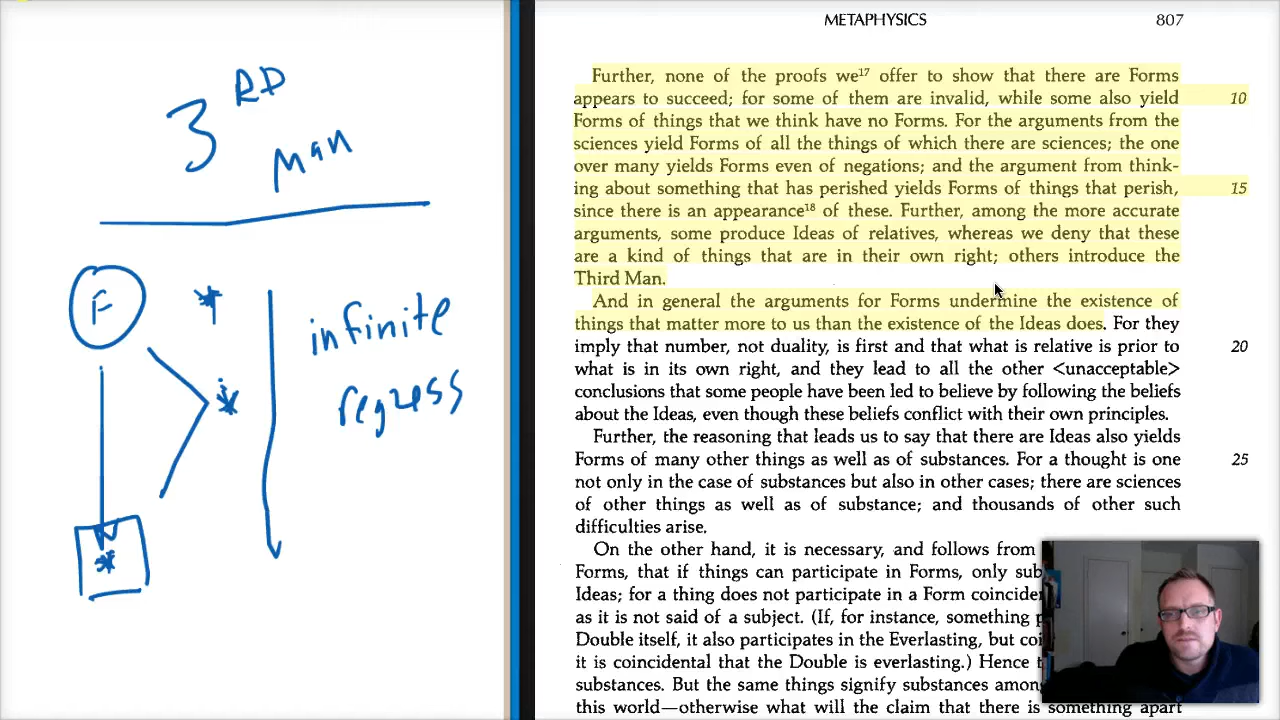 3RD
Man
F
infinite
regress
METAPHYSICS 807
Further, none of the proofs we17 offer to show that there are Forms
appears to succeed; for some of them are invalid, while some also yield 10
Forms of things that we think have no Forms. For the arguments from the
sciences yield Forms of all the things of which there are sciences; the one
over many yields Forms even of negations; and the argument from think-
ing about something that has perished yields Forms of things that perish, 15
since there is an appearance18 of these. Further, among the more accurate
arguments, some produce Ideas of relatives, whereas we deny that these
are a kind of things that are in their own right; others introduce the
Third Man.
And in general the arguments for Forms undermine the existence of
things that matter more to us than the existence of the Ideas does. For they
imply that number, not duality, is first and that what is relative is prior to 20
what is in its own right, and they lead to all the other <unacceptable>
conclusions that some people have been led to believe by following the beliefs
about the Ideas, even though these beliefs conflict with their own principles.
Further, the reasoning that leads us to say that there are Ideas also yields
Forms of many other things as well as of substances. For a thought is one 25
not only in the case of substances but also in other cases; there are sciences
of other things as well as of substance; and thousands of other such
difficulties arise.
On the other hand, it is necessary, and follows from
Forms, that if things can participate in Forms, only sub
Ideas; for a thing does not participate in a Form coincide
as it is not said of a subject. (If, for instance, something p
Double itself, it also participates in the Everlasting, but coi
it is coincidental that the Double is everlasting.) Hence
substances. But the same things signify substances among
this world—otherwise what will the claim that there is something apart